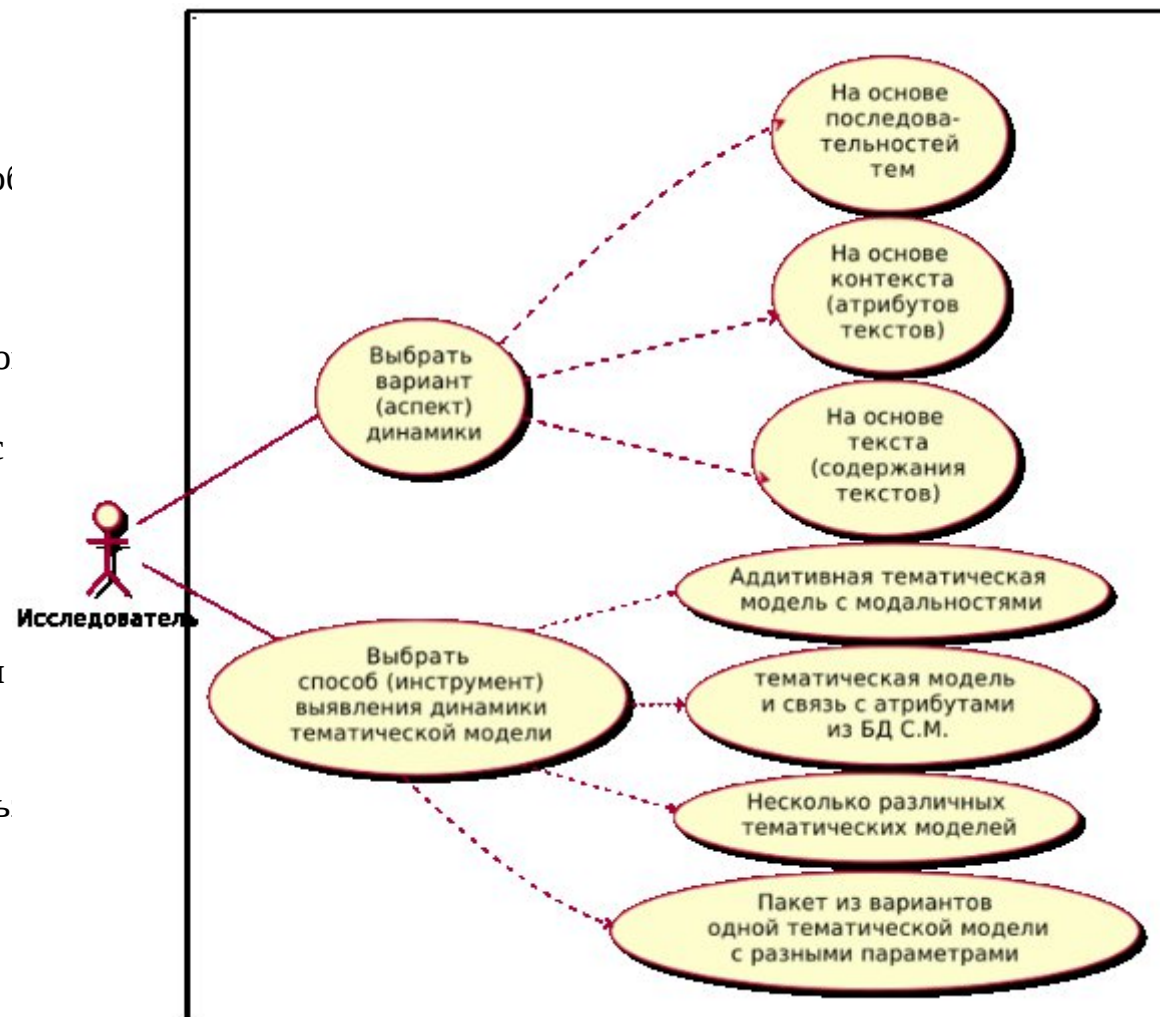 На основе
последова-
тельностей
тем
На основе
контекста
(атрибутов
текстов)
Выбрать
вариант
(аспект)
динамики
На основе
текста
(содержания
текстов)
Исследователь
Аддитивная тематическая
модель с модальностями
Выбрать
способ (инструмент)
выявления динамики
тематической модели
тематическая модель
и связь с атрибутами
из БД С.М.
Несколько различных
тематических моделей
Пакет из вариантов
одной тематической модели
с разными параметрами